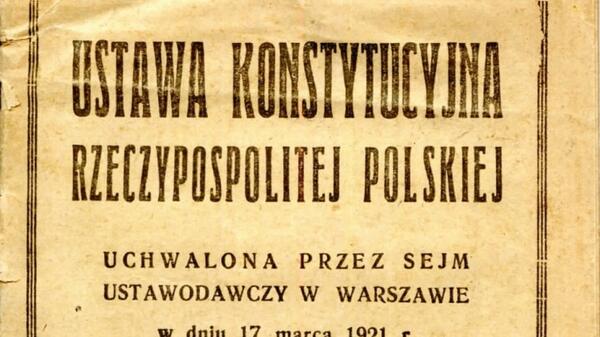 USTAWA KONSTYTUCYJNA
RZECZYPOSPOLITEJ POLSKIEJ
UCHWALONA PRZEZ SEJM
USTAWODAWCZY W WARSZAWIE
w dniu 17 marca 1921 r.